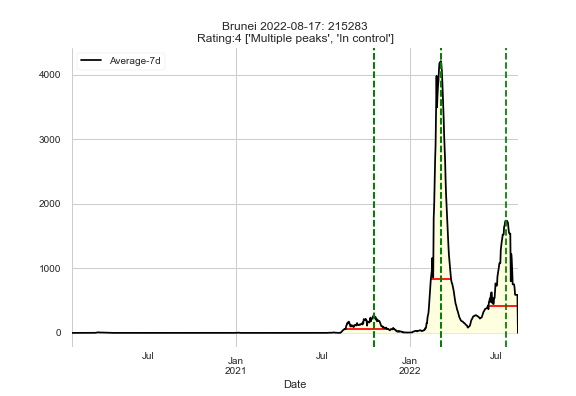 Brunei 2022-08-17: 215283
Rating:4 ['Multiple peaks', 'In control']
Average-7d
4000
3000
2000
1000
0
Jul
Jan
2021
Jul
Jan
2022
Jul
Date